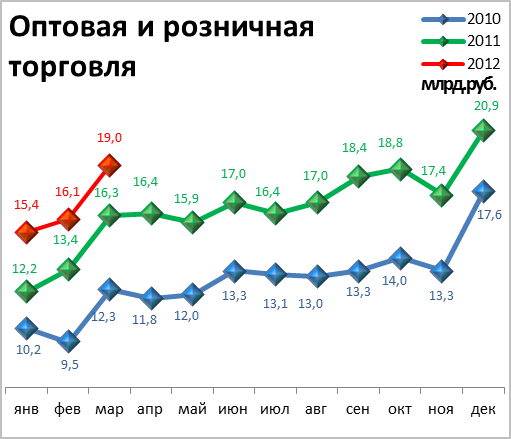 Оптовая и розничная
торговля
2010
2011
2012
млрд.руб.
15,4 16,1 19,0
12,2 13,4 16,3 16,4 15,9 17,0 16,4 17,0 18,4 18,8 17,4 20,9
10,2 9,5 12,3 11,8 12,0 13,3 13,1 13,0 13,3 14,0 13,3 17,6
янв фев мар апр май июн июл авг сен окт ноя дек